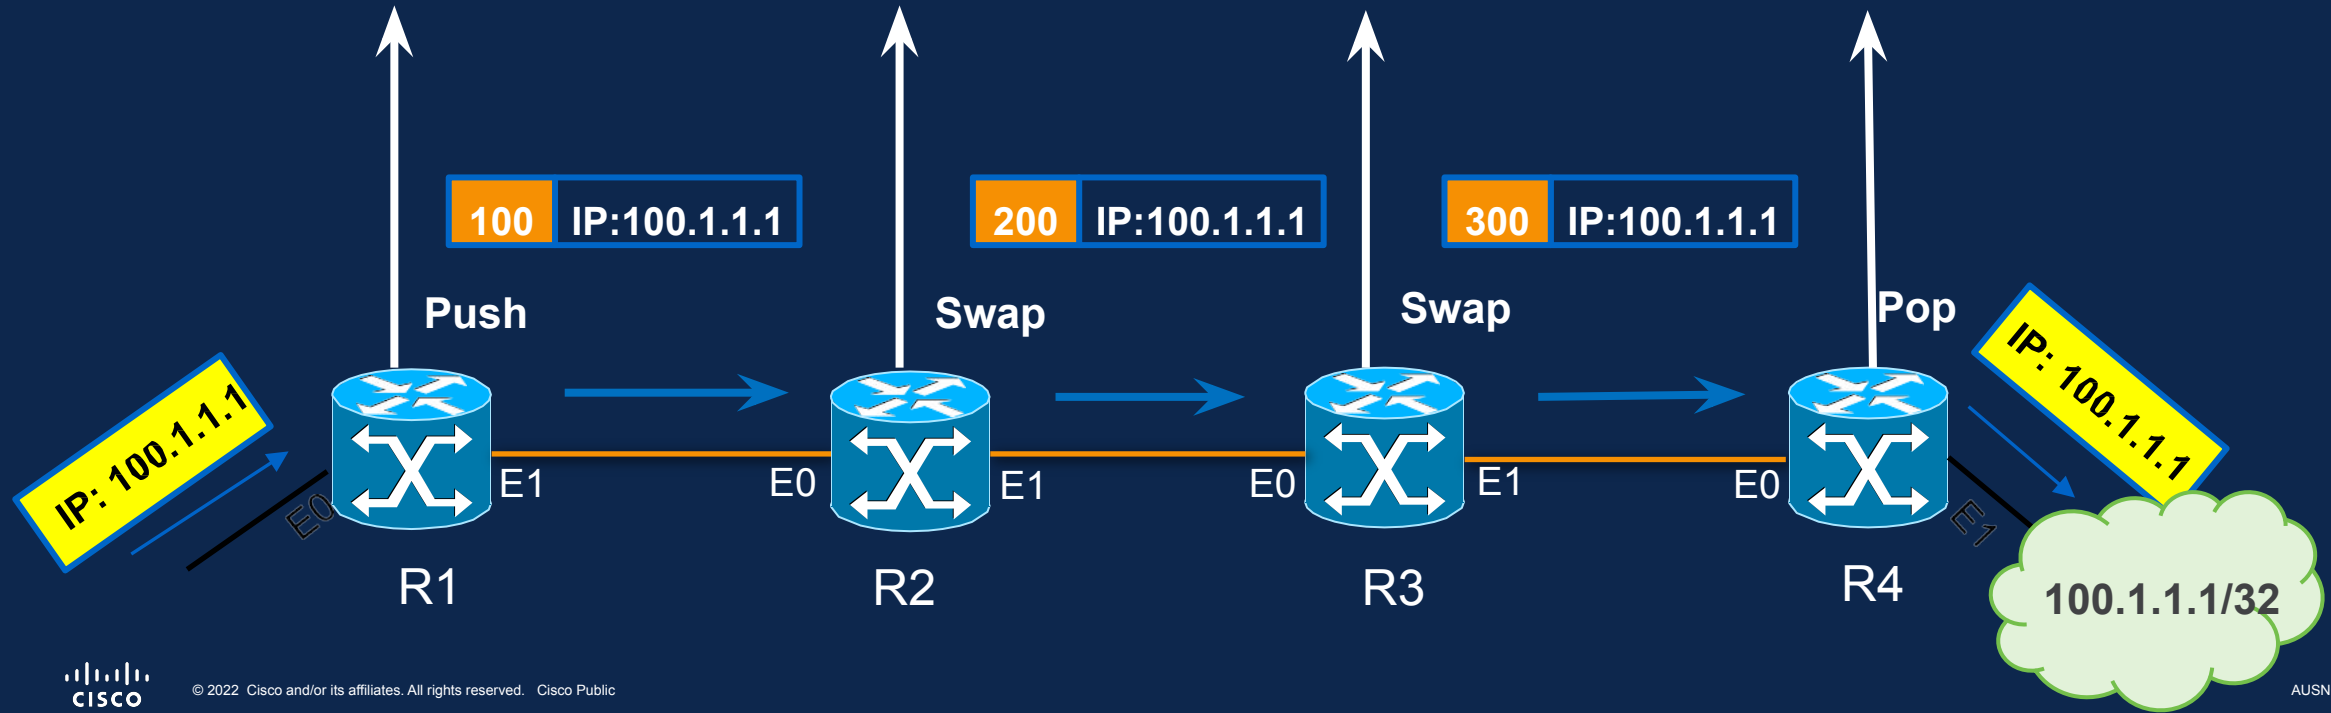 100 IP:100.1.1.1
200 IP:100.1.1.1
300 IP:100.1.1.1
Push
Swap
Swap
Pop
IP: 100.1.1.1
IP: 100.1.1.1
E0
E1
E0
E1
E0
E1
E0
E1
R1
R2
R3
R4
100.1.1.1/32
CISCO
© 2022 Cisco and/or its affiliates. All rights reserved. Cisco Public
AUSN